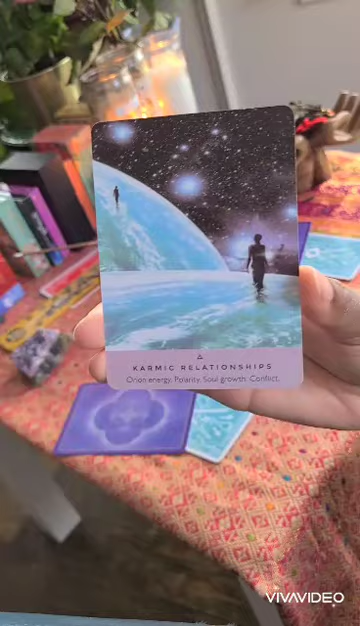 KARMIC RELATIONSHIPS
Orion energy. Polarity. Soul growth. Conflict.
VIVAVIDEO